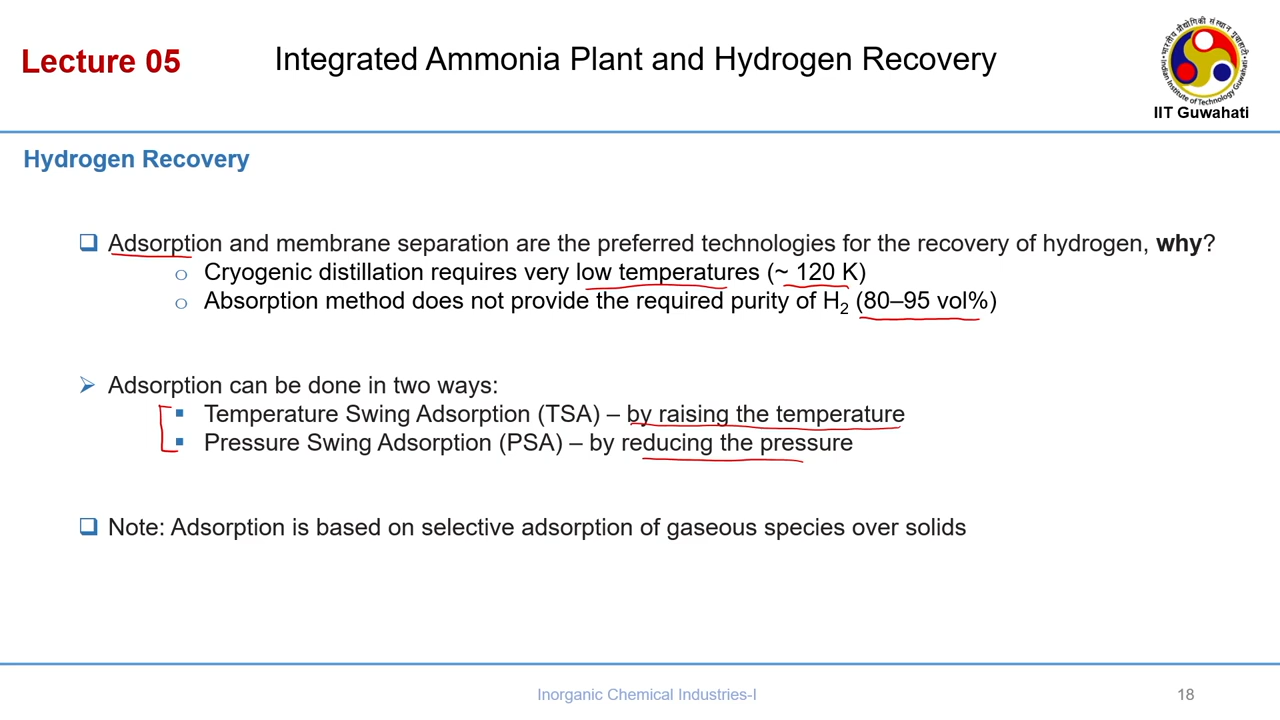 Lecture 05
Integrated Ammonia Plant and Hydrogen Recovery
IIT Guwahati
Hydrogen Recovery
❑ Adsorption and membrane separation are the preferred technologies for the recovery of hydrogen, why?
○ Cryogenic distillation requires very low temperatures (~ 120 K)
○ Absorption method does not provide the required purity of H₂ (80–95 vol%)
➢ Adsorption can be done in two ways:
▪ Temperature Swing Adsorption (TSA) – by raising the temperature
▪ Pressure Swing Adsorption (PSA) – by reducing the pressure
❑ Note: Adsorption is based on selective adsorption of gaseous species over solids
Inorganic Chemical Industries-I
18